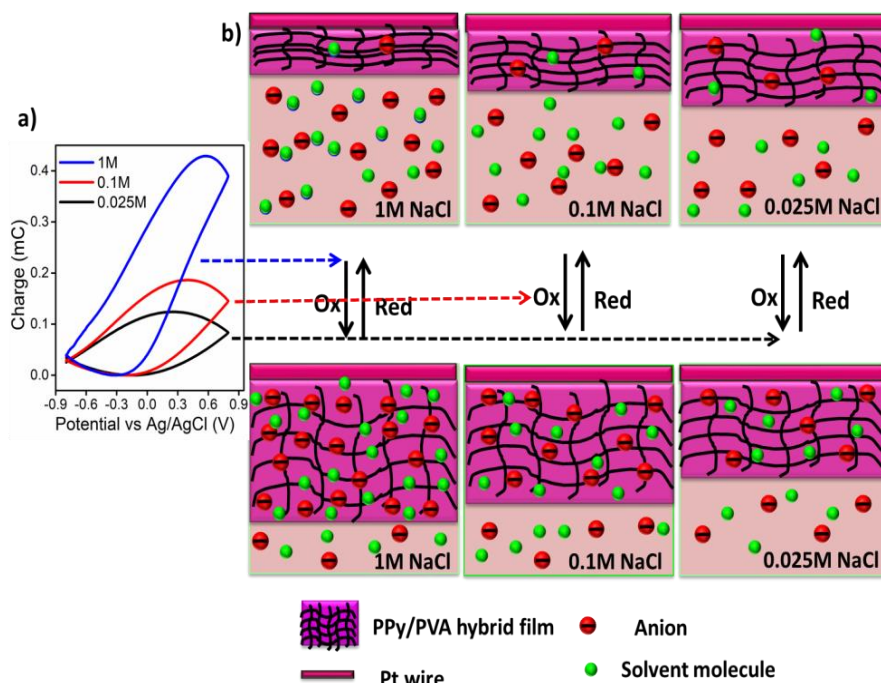 b)
a)
1M
0.1M
0.025M
0.4
0.3
0.2
0.1
0.0
Charge (mC)
-0.9 -0.6 -0.3 0.0 0.3 0.6 0.9
Potential vs Ag/AgCl (V)
1M NaCl
0.1M NaCl
0.025M NaCl
Ox Red
Ox Red
Ox Red
1M NaCl
0.1M NaCl
0.025M NaCl
PPy/PVA hybrid film
Anion
Pt wire
Solvent molecule